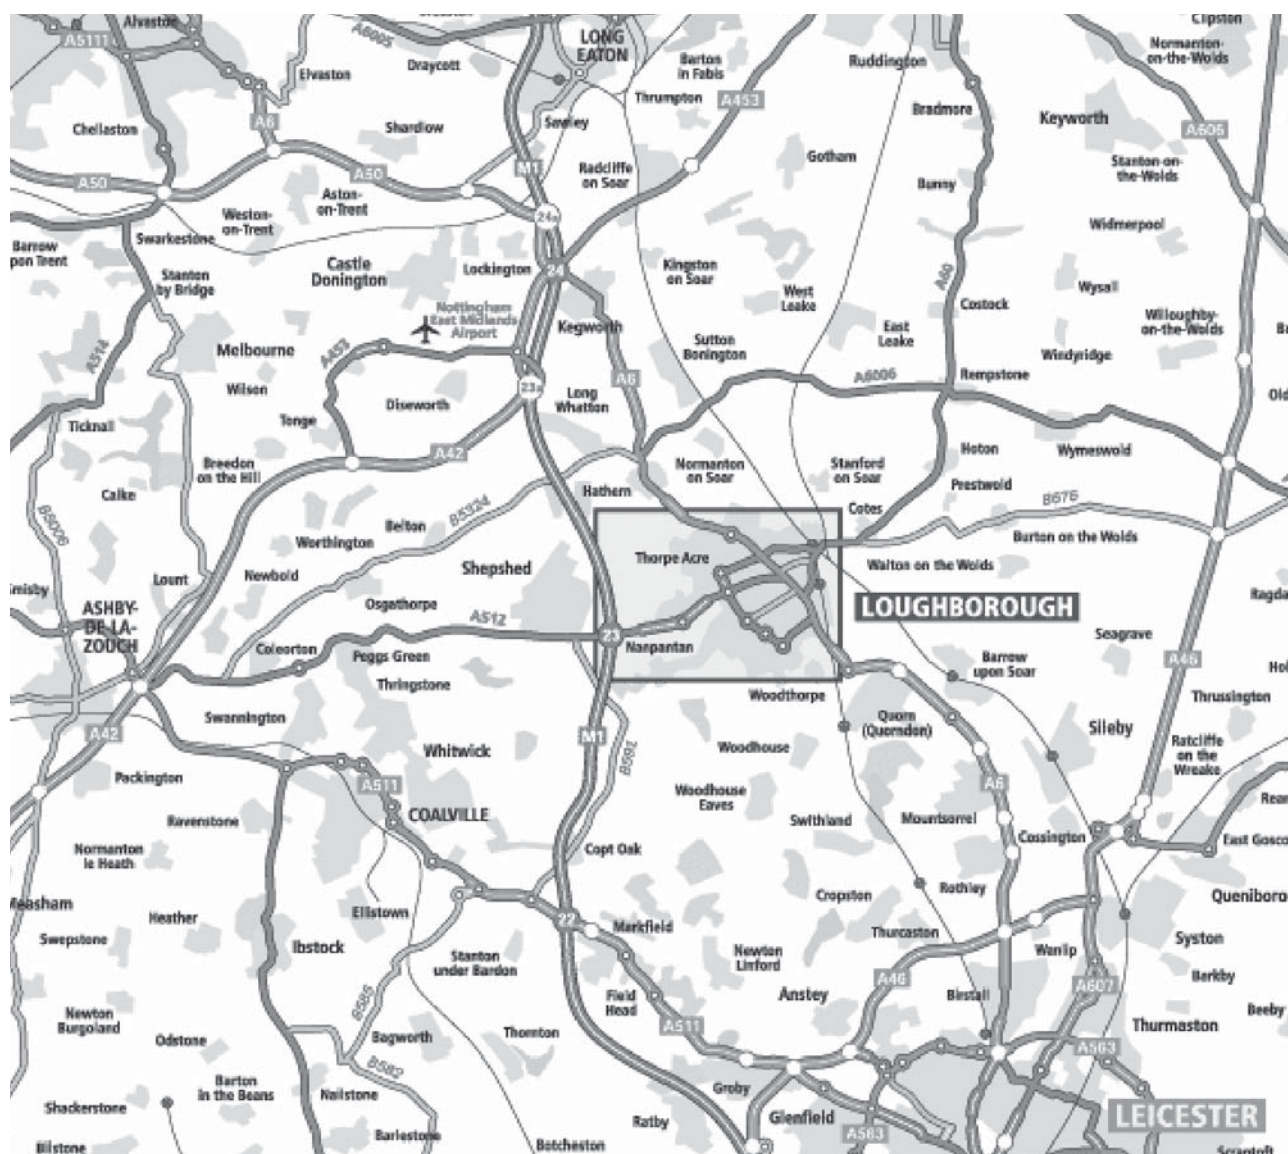 Clipston
Alveston
A5111
A6005
LONG
EATON
Barton
in Fabis
Ruddington
Normanton-
on-the-Wolds
Elvaston
Draycott
Thrumpton
A453
Bradmore
Keyworth
A606
Chellaston
A6
Shardlow
Sawley
Gotham
Stanton-on-
the-Wolds
A50
A50
M1
Radcliffe
on Soar
Bunny
Aston-
on-Trent
Weston-
on-Trent
24a
Widmerpool
Swarkestone
Barrow
pon Trent
Stanton
by Bridge
Castle
Donington
Lockington
24
Kingston
on Soar
A60
Wysall
West
Leake
Costock
Nottingham
East Midlands
Airport
Kegworth
Willoughby-
on-the-Wolds
East
Leake
A514
Melbourne
A453
Sutton
Bonington
Windyridge
Wilson
A6
A6006
Rempstone
23a
Diseworth
Long
Whatton
Old
Tonge
Ticknall
A42
Hoton
Wymeswold
Breedon
on the Hill
Normanton
on Soar
Stanford
on Soar
Calke
Hathern
Prestwold
B5006
B5324
Cotes
B676
Belton
Worthington
Thorpe Acre
Burton on the Wolds
Shepshed
Walton on the Wolds
Lount
Newbold
misby
Ragda
ASHBY-
DE-LA-
ZOUCH
Osgathorpe
A512
LOUGHBOROUGH
23
Nanpantan
Seagrave
Coleorton
Peggs Green
Barrow
upon Soar
A46
Thringstone
Woodthorpe
Thrussington
Swannington
Quorn
(Quorndon)
Sileby
A42
M1
Whitwick
B591
Woodhouse
Ratcliffe
on the
Wreake
Packington
A511
Woodhouse
Eaves
A6
Rear
COALVILLE
Ravenstone
Swithland
Mountsorrel
Cossington
East Gosco
Normanton
le Heath
Copt Oak
Measham
Cropston
Rothley
Queniboro
Heather
Ellistown
22
Markfield
Thurcaston
Swepstone
Ibstock
Stanton
under Bardon
Newton
Linford
Wanlip
Syston
A46
Barkby
B585
Field
Head
Anstey
Birstall
A607
Newton
Burgoland
Beeby
A511
Thurmaston
Odstone
Bagworth
Thornton
A563
B582
Barton
in the Beans
Nailstone
Groby
Shackerstone
Ratby
Glenfield
LEICESTER
Bilstone
Barlestone
Botcheston
A563
Scraptoft